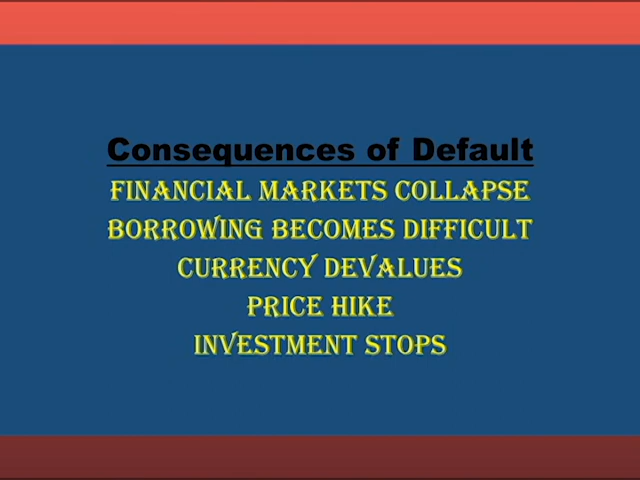 Consequences of Default
FINANCIAL MARKETS COLLAPSE
BORROWING BECOMES DIFFICULT
CURRENCY DEVALUES
PRICE HIKE
INVESTMENT STOPS